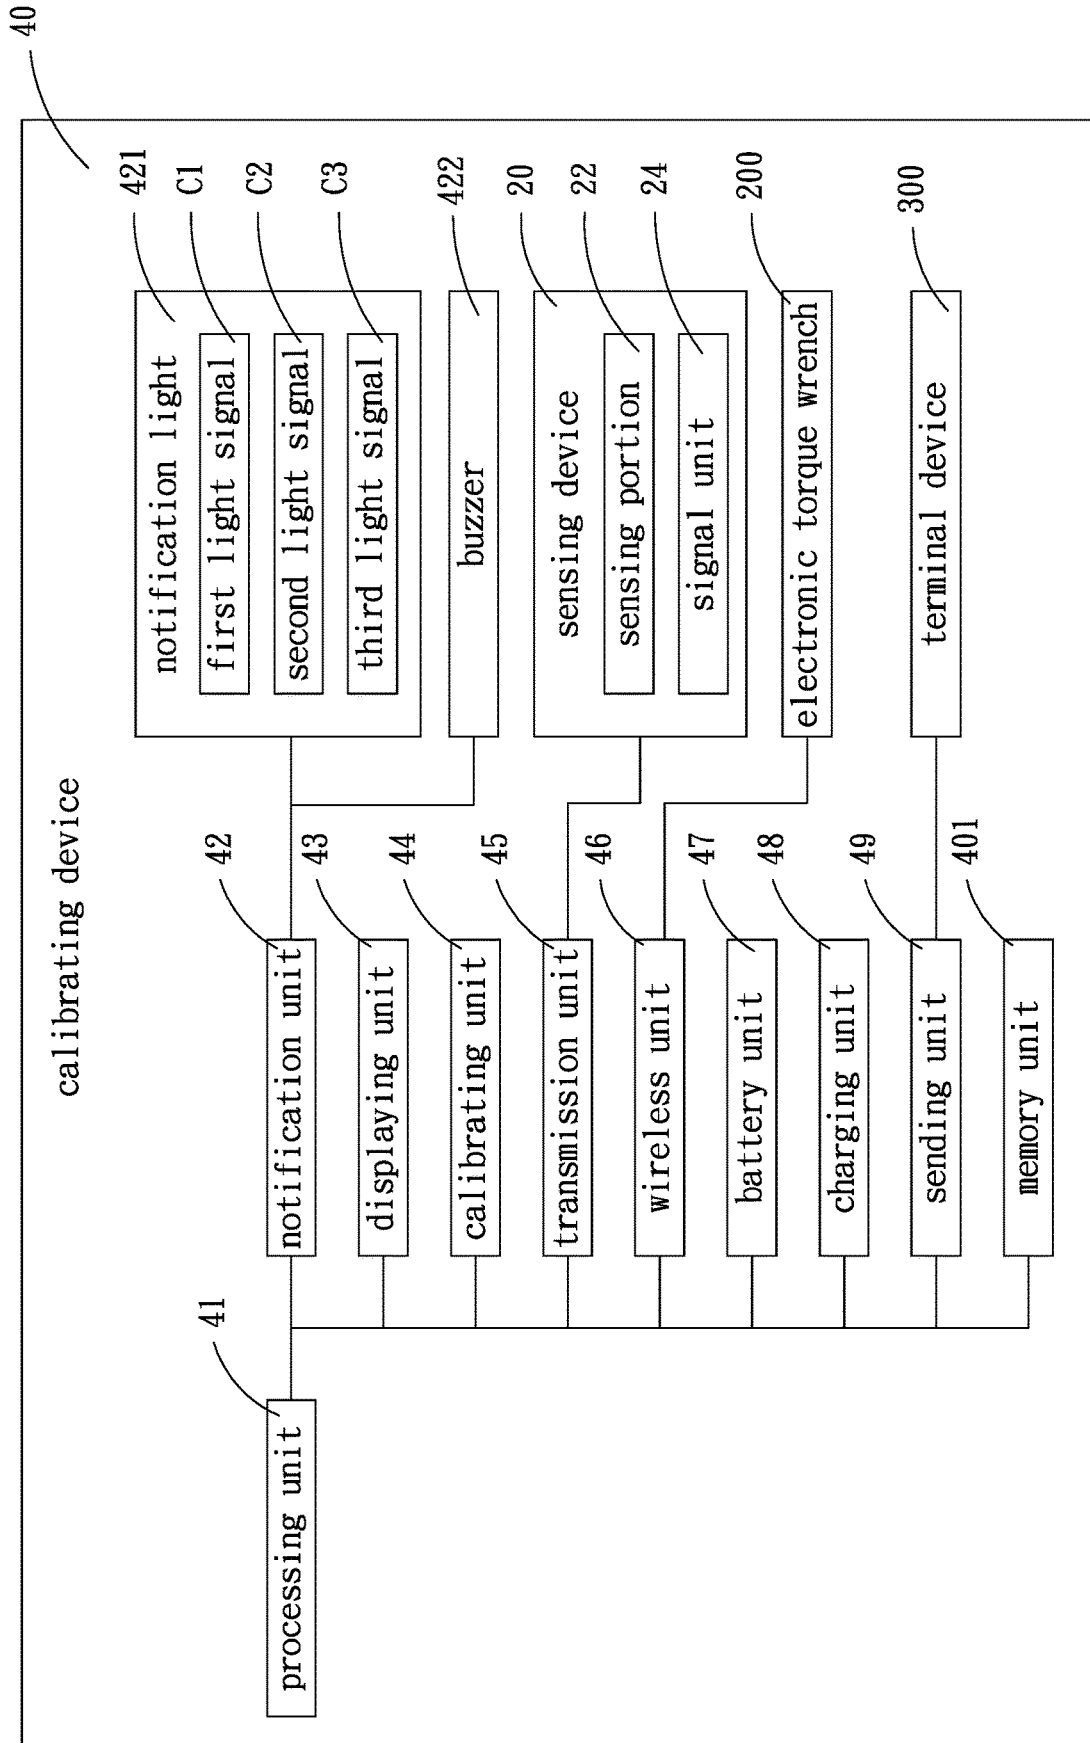 calibrating device
40
processing unit
41
notification unit
42
displaying unit
43
calibrating unit
44
transmission unit
45
wireless unit
46
battery unit
47
charging unit
48
sending unit
49
memory unit
401
notification light
421
first light signal
C1
second light signal
C2
third light signal
C3
buzzer
422
sensing device
20
sensing portion
22
signal unit
24
electronic torque wrench
200
terminal device
300